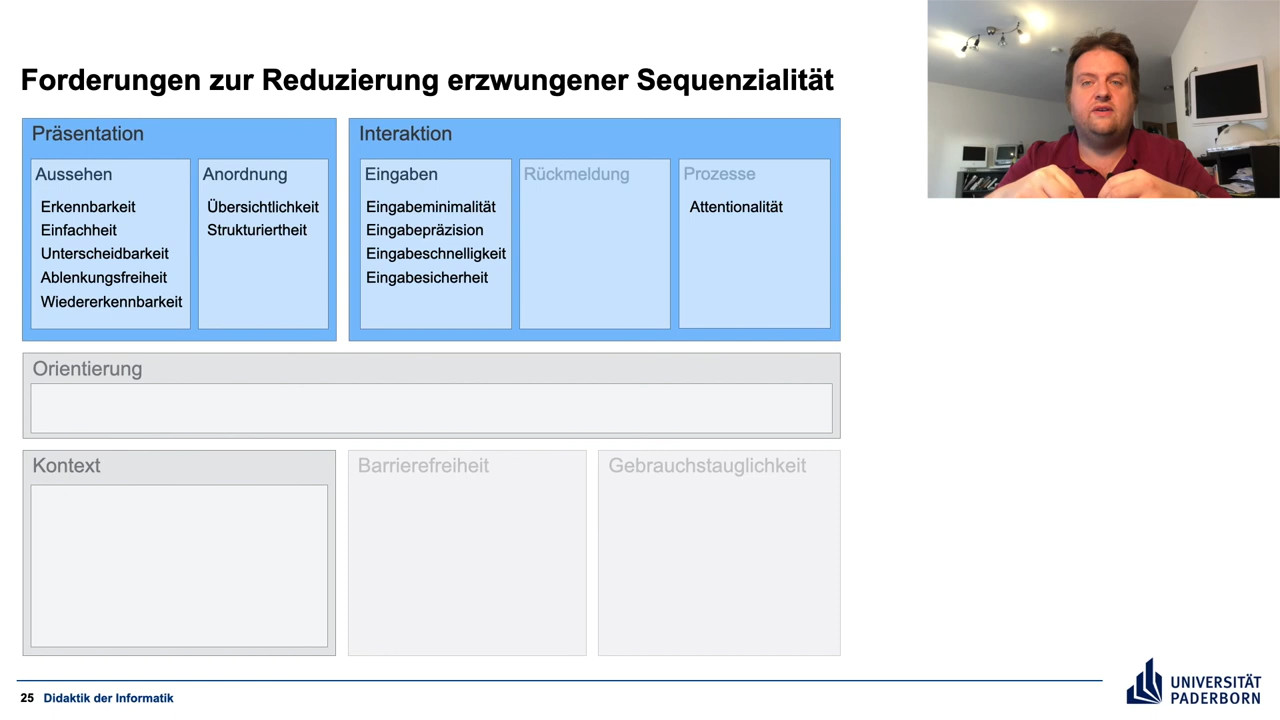 Forderungen zur Reduzierung erzwungener Sequenzialität
Präsentation
Aussehen
Erkennbarkeit
Einfachheit
Unterscheidbarkeit
Ablenkungsfreiheit
Wiedererkennbarkeit
Anordnung
Übersichtlichkeit
Strukturiertheit
Interaktion
Eingaben
Eingabeminimalität
Eingabepräzision
Eingabeschnelligkeit
Eingabesicherheit
Rückmeldung
Prozesse
Attentionalität
Orientierung
Kontext
Barrierefreiheit
Gebrauchstauglichkeit
25 Didaktik der Informatik
UNIVERSITÄT
PADERBORN